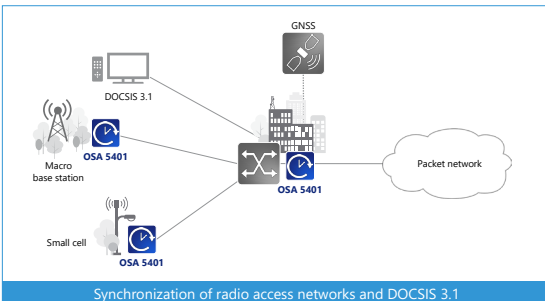 GNSS
DOCSIS 3.1
OSA 5401
Macro
base station
OSA 5401
Packet network
Small cell
OSA 5401
Synchronization of radio access networks and DOCSIS 3.1